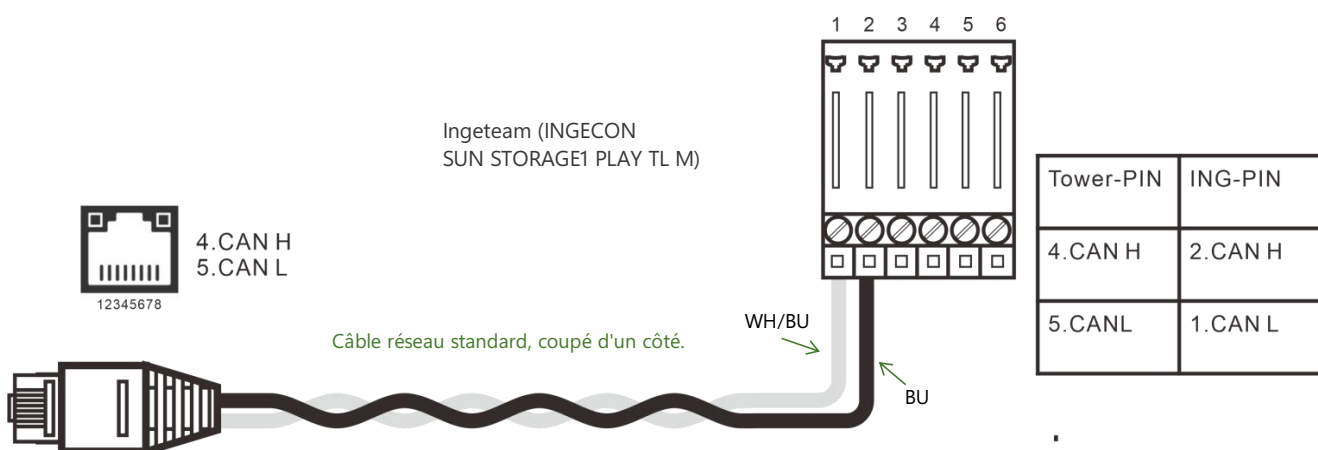 1 2 3 4 5 6
Ingeteam (INGECON
SUN STORAGE1 PLAY TL M)
Tower-PIN ING-PIN
4.CAN H 2.CAN H
5.CANL 1.CAN L
4.CAN H
5.CAN L
12345678
WH/BU
Câble réseau standard, coupé d'un côté.
BU